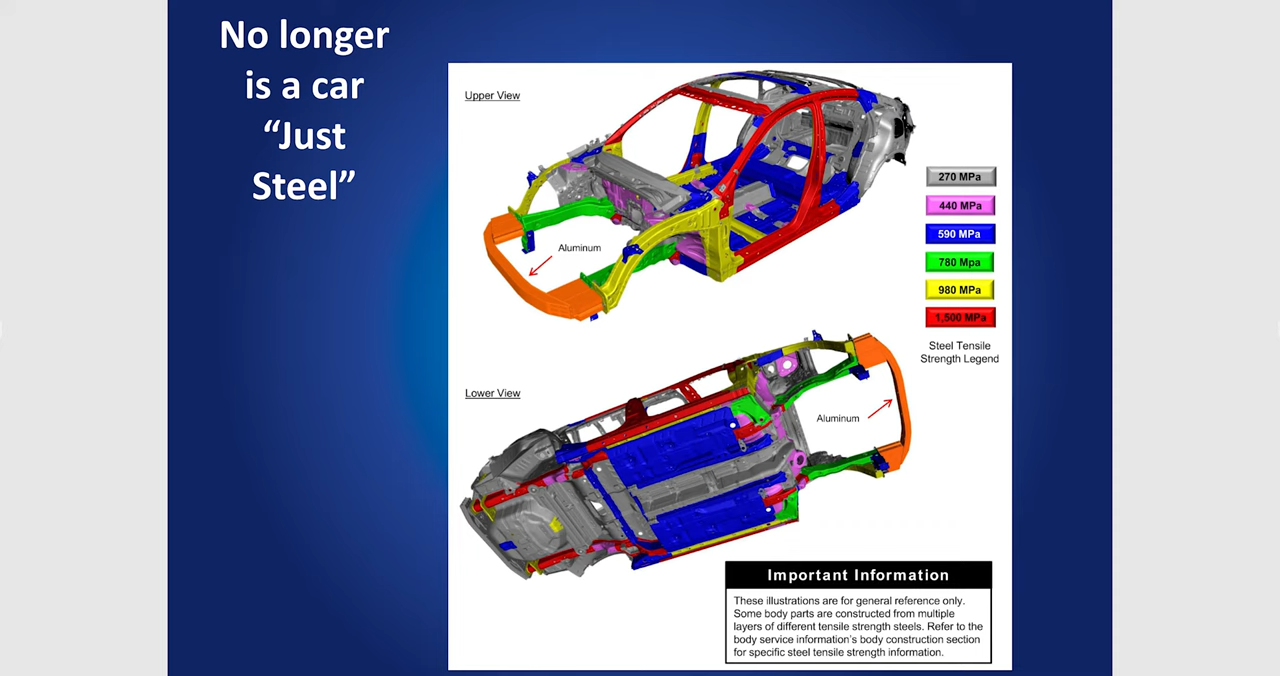 No longer
is a car
“Just
Steel”
Upper View
Aluminum
270 MPa
440 MPa
590 MPa
780 Mpa
980 MPa
1,500 MPa
Steel Tensile
Strength Legend
Lower View
Aluminum
Important Information
These illustrations are for general reference only.
Some body parts are constructed from multiple
layers of different tensile strength steels. Refer to the
body service information's body construction section
for specific steel tensile strength information.